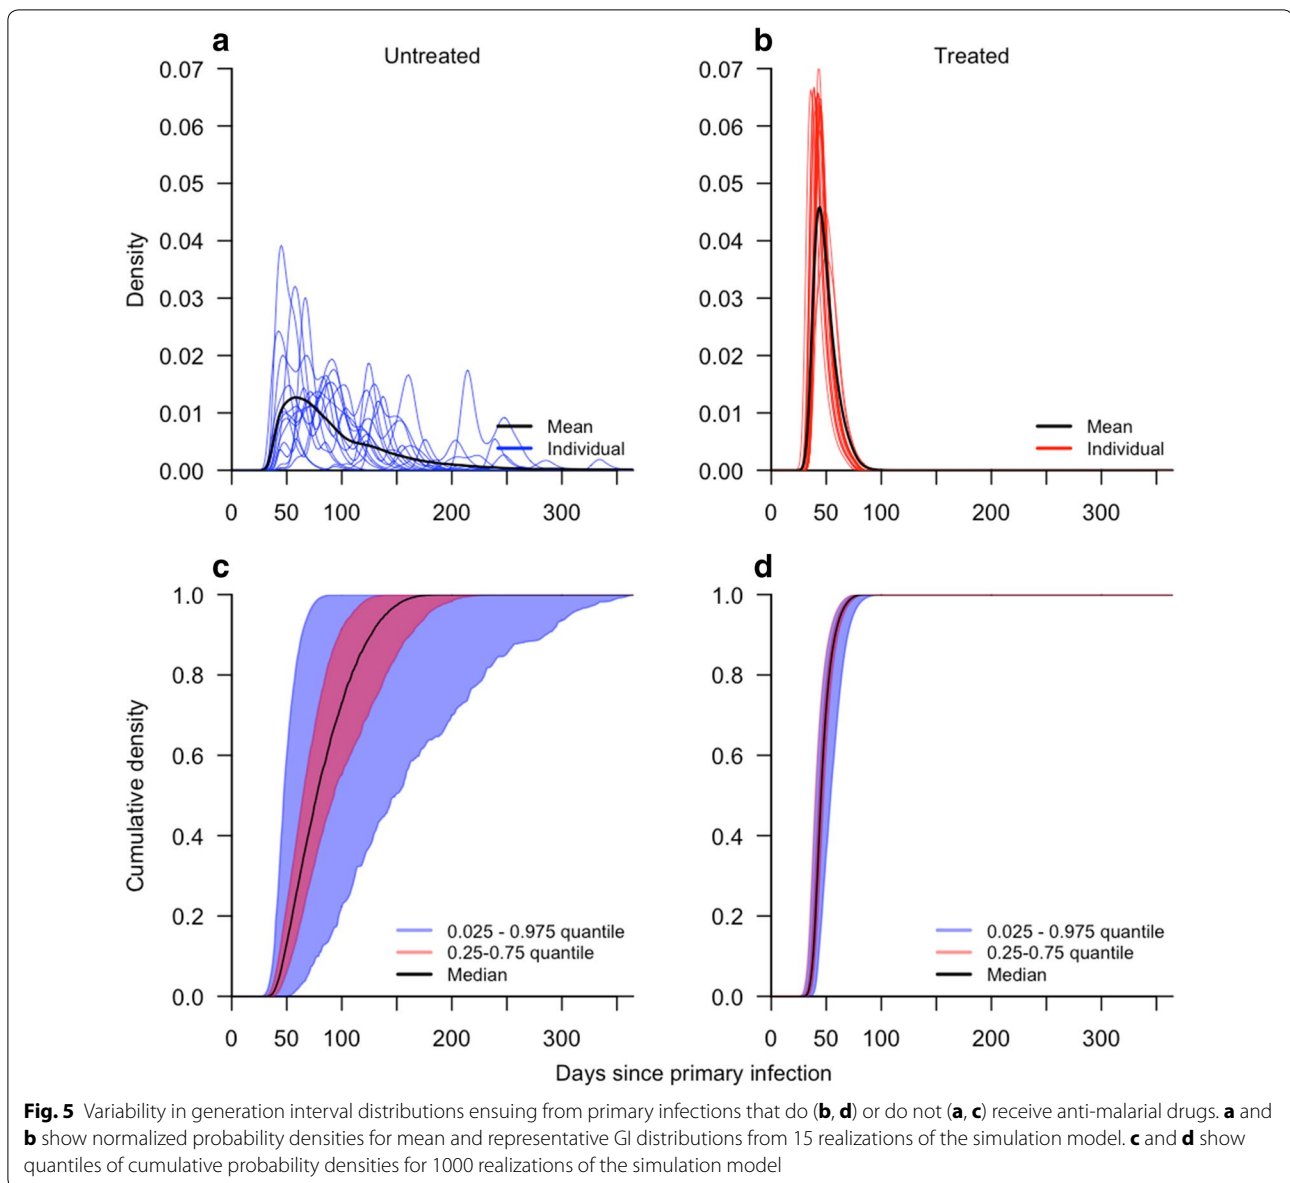 a
Untreated
0.07
0.06
0.05
0.04
0.03
0.02
0.01
0.00
Density
Mean
Individual
0 50 100 200 300
b
Treated
0.07
0.06
0.05
0.04
0.03
0.02
0.01
0.00
Mean
Individual
0 50 100 200 300
c
1.0
0.8
0.6
0.4
0.2
0.0
Cumulative density
0.025 - 0.975 quantile
0.25-0.75 quantile
Median
0 50 100 200 300
d
1.0
0.8
0.6
0.4
0.2
0.0
0.025 - 0.975 quantile
0.25-0.75 quantile
Median
0 50 100 200 300
Days since primary infection
Fig. 5 Variability in generation interval distributions ensuing from primary infections that do (b, d) or do not (a, c) receive anti-malarial drugs. a and
b show normalized probability densities for mean and representative GI distributions from 15 realizations of the simulation model. c and d show
quantiles of cumulative probability densities for 1000 realizations of the simulation model